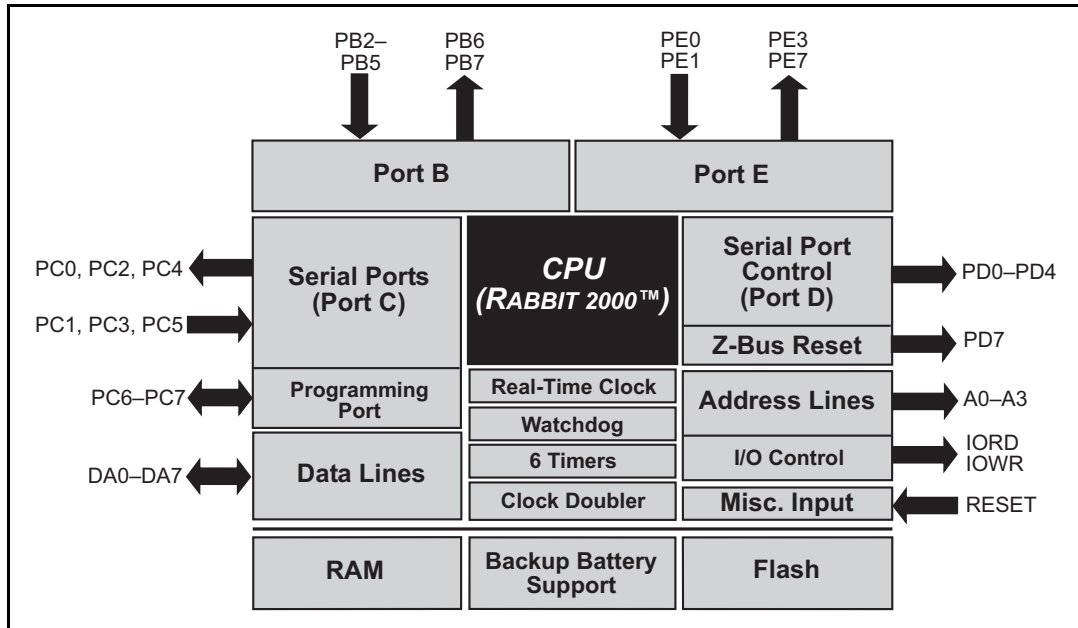 PB2–
PB5
PB6
PB7
PE0
PE1
PE3
PE7
Port B
Port E
PC0, PC2, PC4
PC1, PC3, PC5
Serial Ports
(Port C)
CPU
(RABBIT 2000™)
Serial Port
Control
(Port D)
PD0–PD4
Z-Bus Reset
PD7
PC6–PC7
Programming
Port
Real-Time Clock
Watchdog
6 Timers
Clock Doubler
Address Lines
A0–A3
DA0–DA7
Data Lines
I/O Control
IORD
IOWR
Misc. Input
RESET
RAM
Backup Battery
Support
Flash